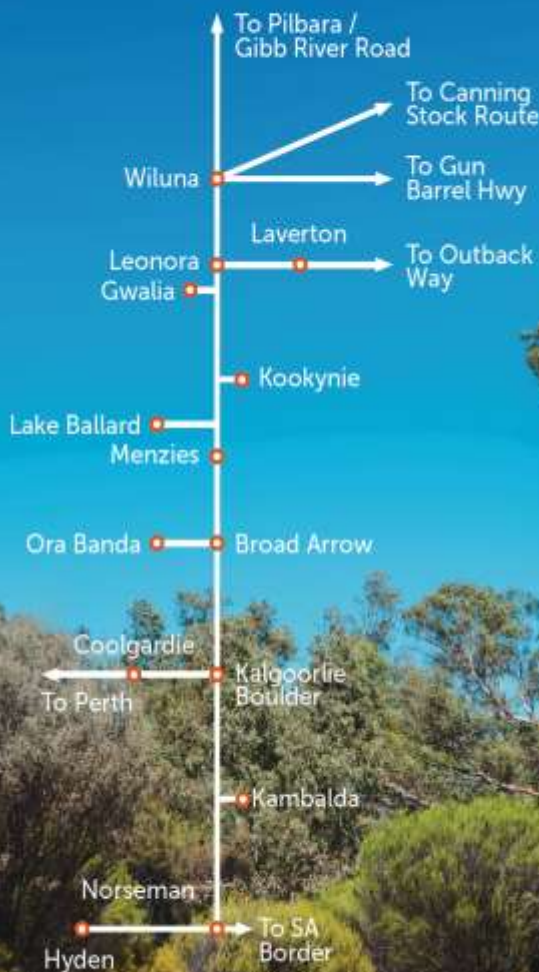 To Pilbara /
Gibb River Road
To Canning
Stock Route
Wiluna
To Gun
Barrel Hwy
Laverton
Leonora
To Outback
Way
Gwalia
Kookynie
Lake Ballard
Menzies
Ora Banda
Broad Arrow
Coolgardie
Kalgoorlie
Boulder
To Perth
Kambalda
Norseman
To SA
Border
Hyden